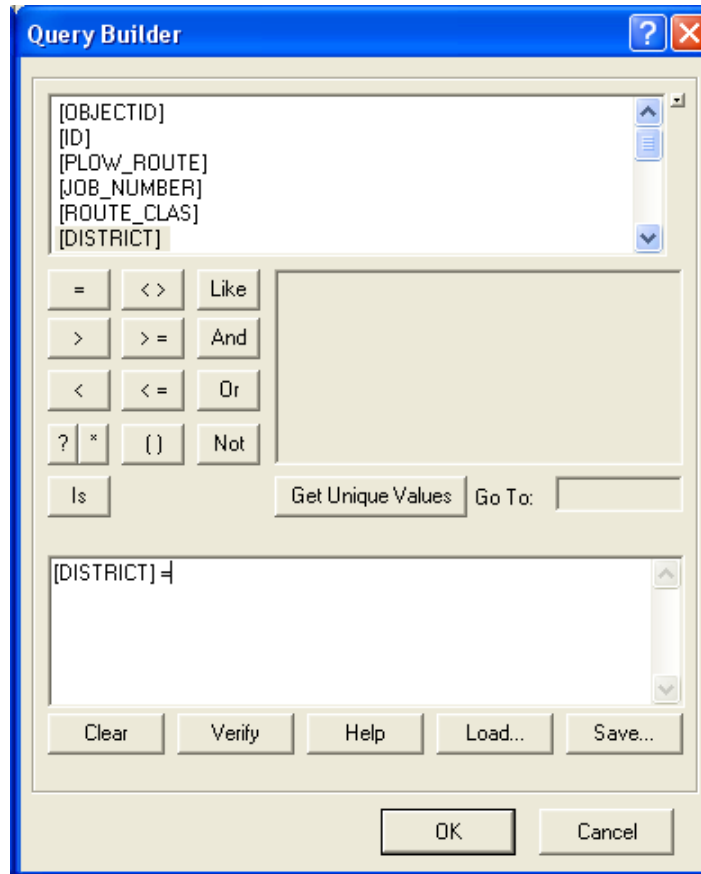 Query Builder
[OBJECTID]
[ID]
[PLOW_ROUTE]
[JOB_NUMBER]
[ROUTE_CLAS]
[DISTRICT]
= < > Like
> > = And
< < = Or
? * ( ) Not
Is Get Unique Values Go To:
[DISTRICT] =
Clear Verify Help Load... Save...
OK Cancel